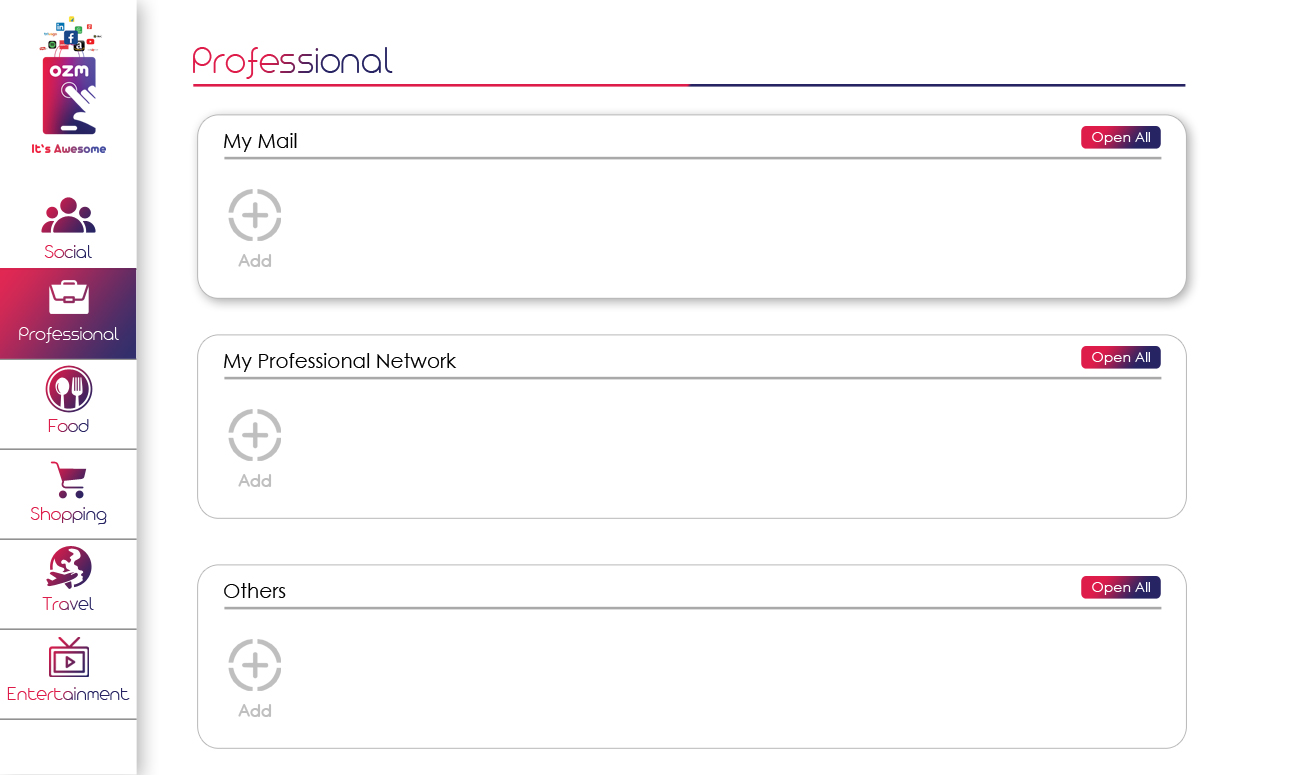 ozm
It's Awesome
Social
Professional
Food
Shopping
Travel
Entertainment
Professional
My Mail
Open All
Add
My Professional Network
Open All
Add
Others
Open All
Add